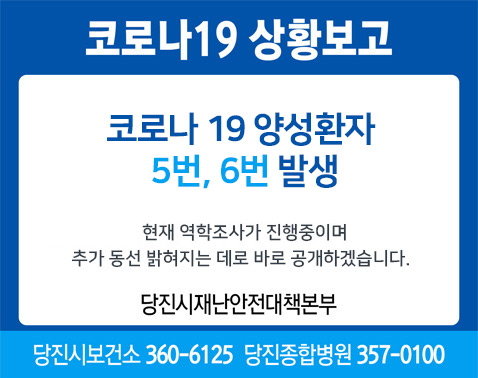 코로나19 상황보고
코로나 19 양성환자
5번, 6번 발생
현재 역학조사가 진행중이며
추가 동선 밝혀지는 데로 바로 공개하겠습니다.
당진시재난안전대책본부
당진시보건소 360-6125 당진종합병원 357-0100